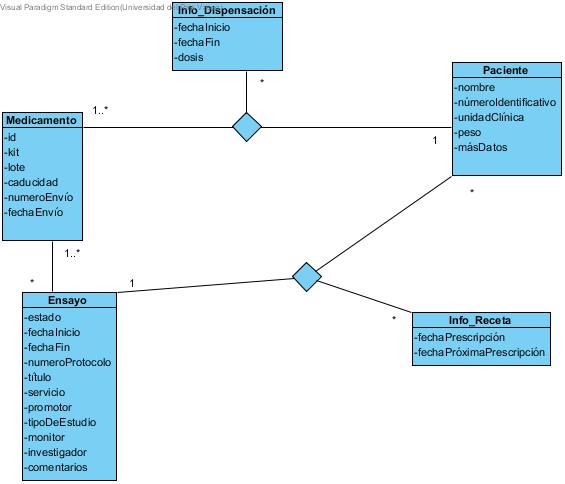 Visual Paradigm Standard Edition(Universidad de
Info_Dispensación
-fechaInicio
-fechaFin
-dosis
*
Paciente
-nombre
-númeroIdentificativo
-unidadClínica
-peso
-másDatos
1..*
1
Medicamento
-id
-kit
-lote
-caducidad
-numeroEnvío
-fechaEnvío
*
1..*
*
1
Ensayo
-estado
-fechaInicio
-fechaFin
-numeroProtocolo
-título
-servicio
-promotor
-tipoDeEstudio
-monitor
-investigador
-comentarios
*
Info_Receta
-fechaPrescripción
-fechaPróximaPrescripción